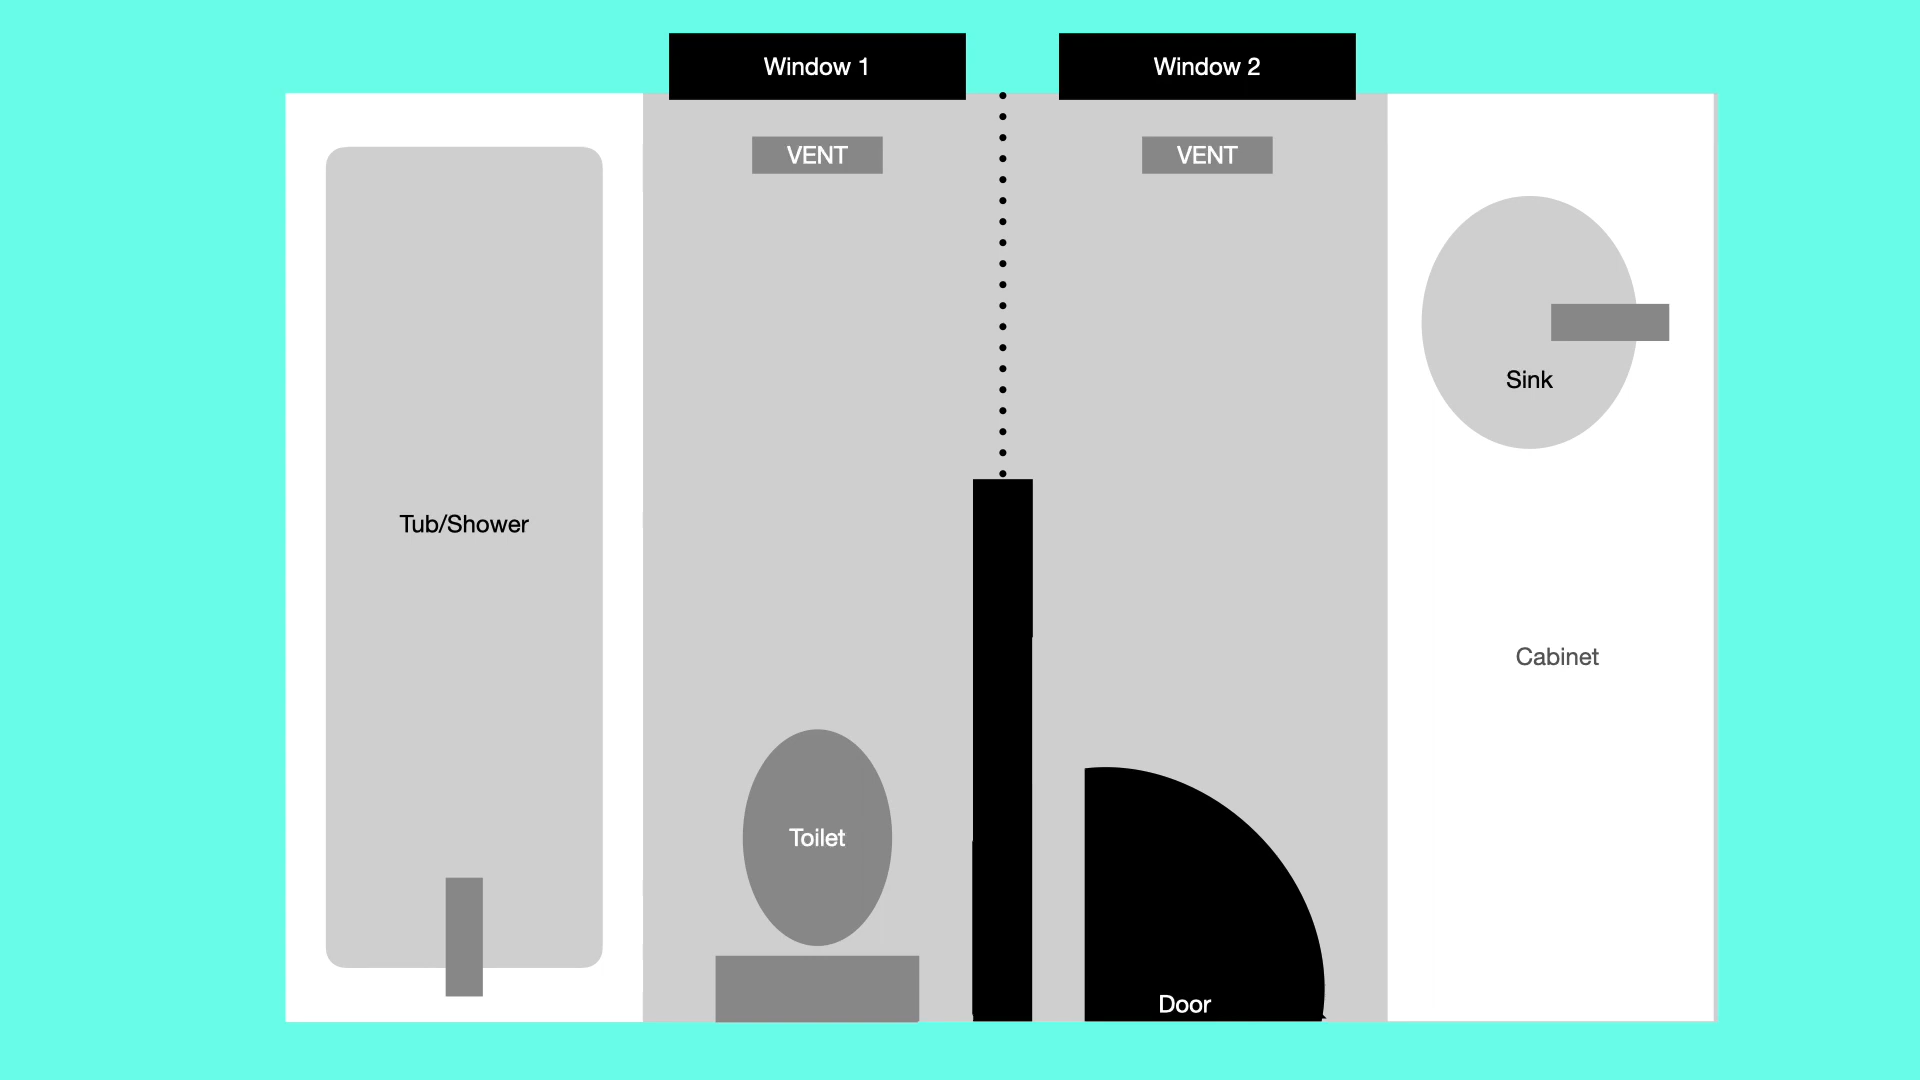 Window 1
Window 2
VENT
VENT
Sink
Tub/Shower
Cabinet
Toilet
Door